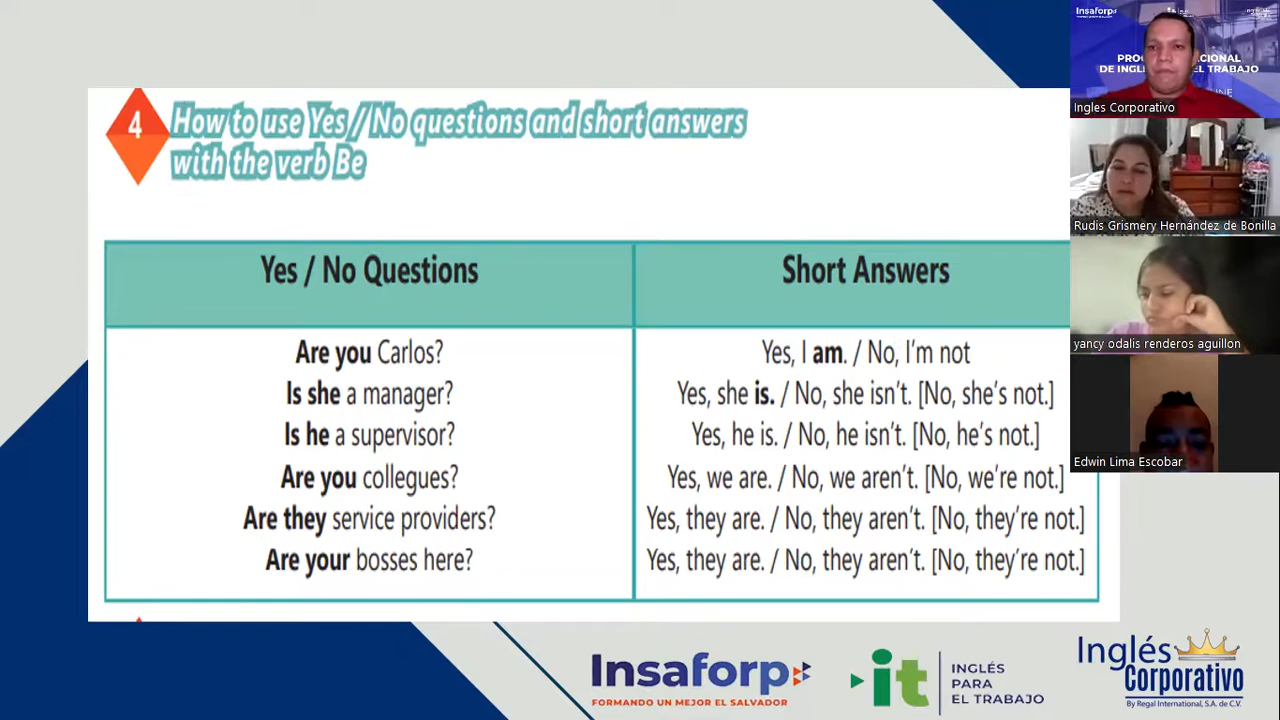 4
How to use Yes / No questions and short answers
with the verb Be
Yes / No Questions
Short Answers
Are you Carlos?
Yes, I am. / No, I'm not
Is she a manager?
Yes, she is. / No, she isn't. [No, she's not.]
Is he a supervisor?
Yes, he is. / No, he isn't. [No, he's not.]
Are you collegues?
Yes, we are. / No, we aren't. [No, we're not.]
Are they service providers?
Yes, they are. / No, they aren't. [No, they're not.]
Are your bosses here?
Yes, they are. / No, they aren't. [No, they're not.]
Insaforp
FORMANDO UN MEJOR EL SALVADOR
it
INGLÉS
PARA
EL TRABAJO
Inglés
Corporativo
By Regal International, S.A. de C.V.
Insaforp
it
Ingles Corporativo
Rudis Grismery Hernández de Bonilla
yancy odalis renderos aguillon
Edwin Lima Escobar